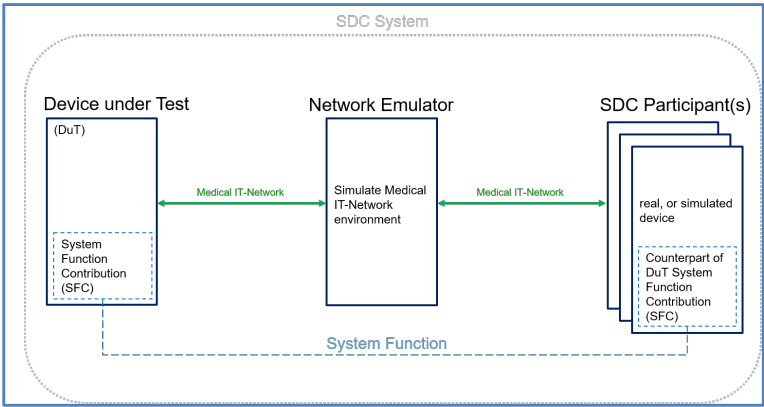 SDC System
Device under Test
Network Emulator
SDC Participant(s)
(DuT)
Medical IT-Network
Medical IT-Network
Simulate Medical
IT-Network
environment
real, or simulated
device
System
Function
Contribution
(SFC)
Counterpart of
DuT System
Function
Contribution
(SFC)
System Function